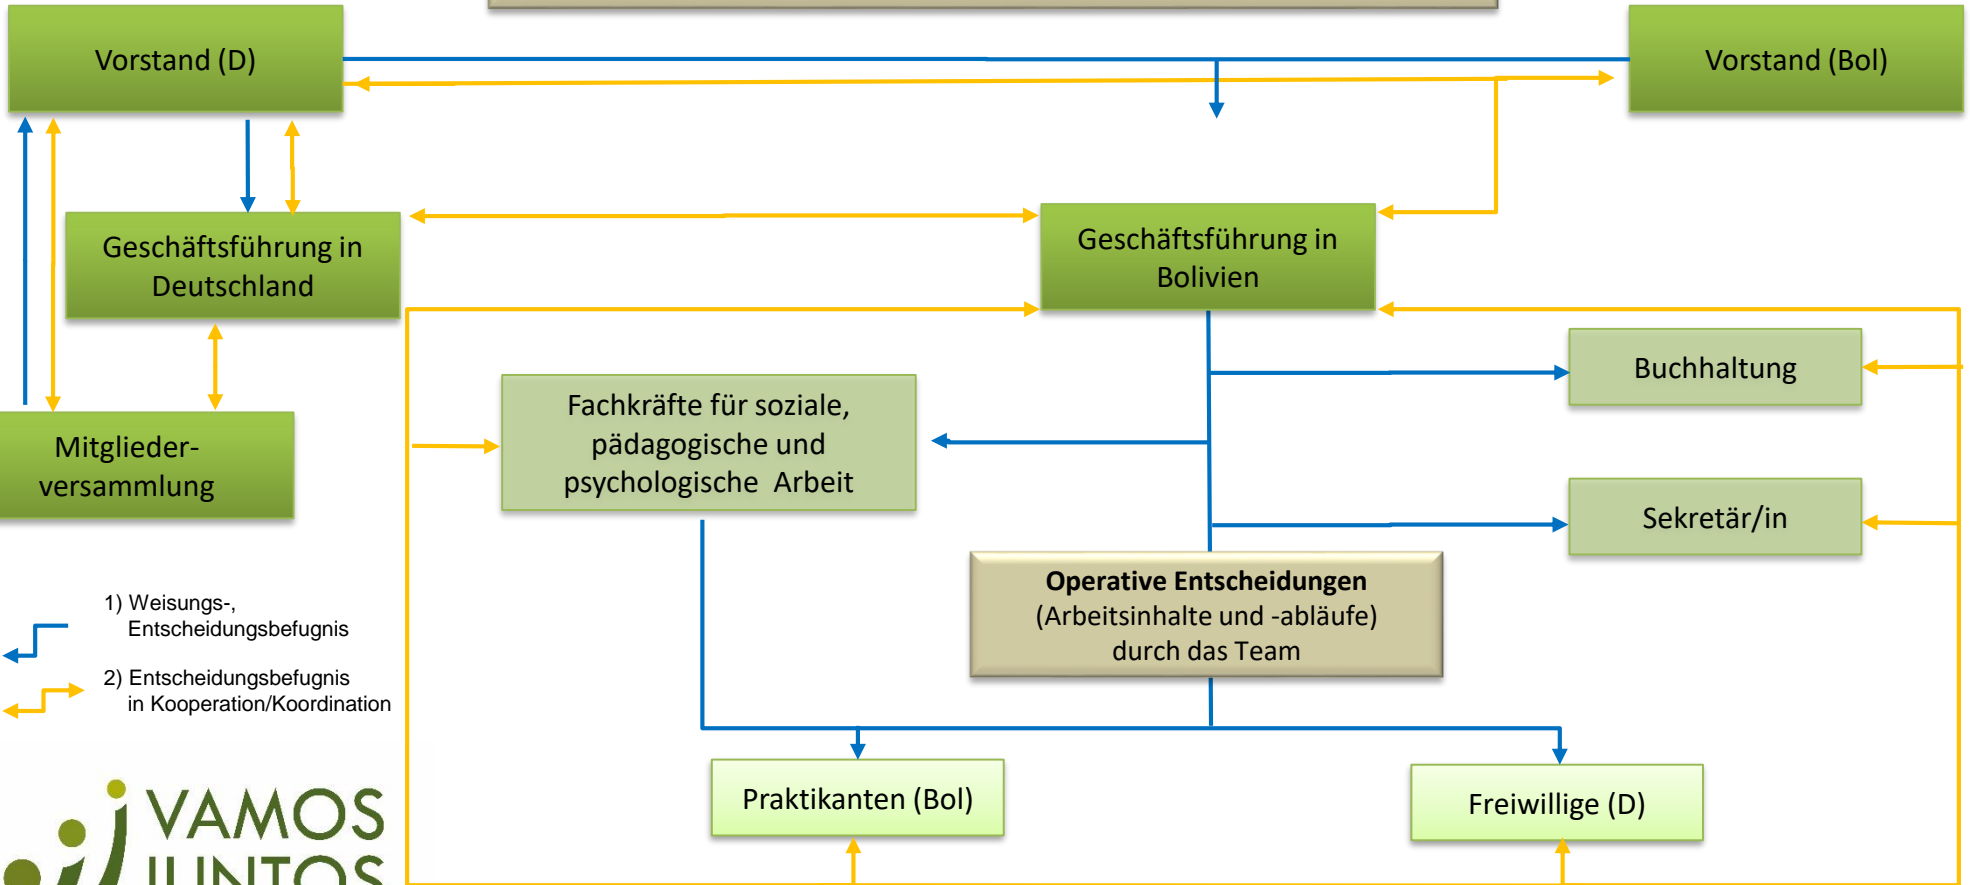 Vorstand (D)
Vorstand (Bol)
Geschäftsführung in
Deutschland
Geschäftsführung in
Bolivien
Buchhaltung
Fachkräfte für soziale,
pädagogische und
psychologische Arbeit
Mitglieder-
versammlung
Sekretär/in
Operative Entscheidungen
(Arbeitsinhalte und -abläufe)
durch das Team
1) Weisungs-,
Entscheidungsbefugnis
2) Entscheidungsbefugnis
in Kooperation/Koordination
Praktikanten (Bol)
Freiwillige (D)
VAMOS
JUNTOS